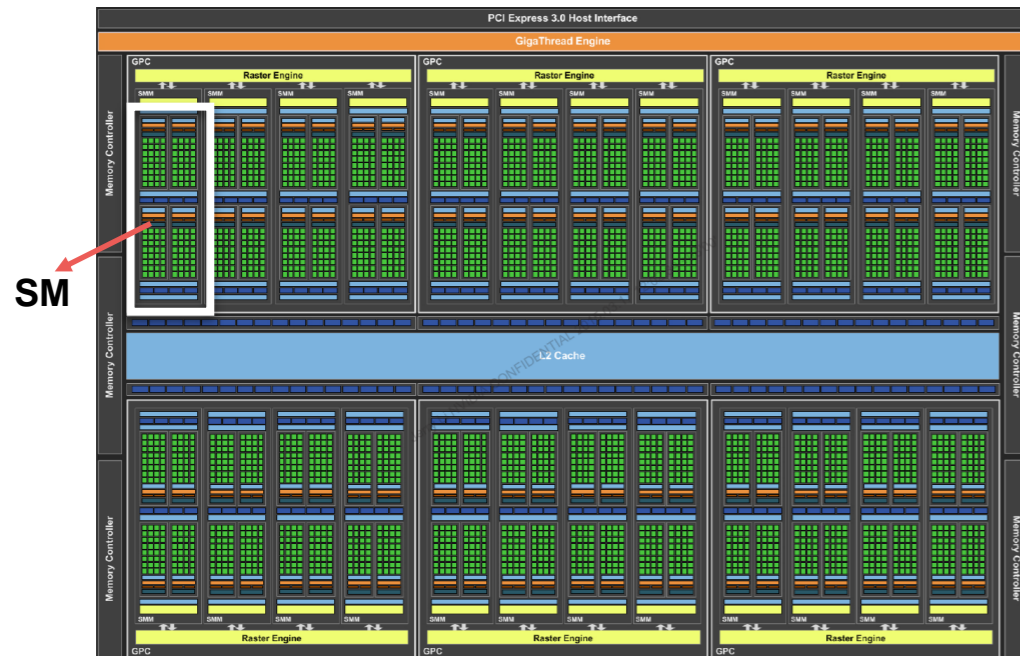 PCI Express 3.0 Host Interface
GigaThread Engine
GPC
GPC
GPC
Raster Engine
Raster Engine
Raster Engine
SMM SMM SMM SMM
SMM SMM SMM SMM
SMM SMM SMM SMM
Memory Controller
Memory Controller
SM
L2 Cache
CONFIDENTIAL
Memory Controller
Memory Controller
Memory Controller
Memory Controller
SMM SMM SMM SMM
SMM SMM SMM SMM
SMM SMM SMM SMM
Raster Engine
Raster Engine
Raster Engine
GPC
GPC
GPC